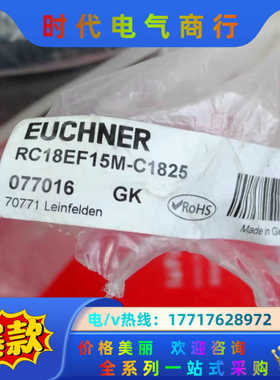 时代电气商行
EUCHNER
RC18EF15M-C1825
077016 GK
70771 Leinfelden
RoHS
Made in Ge
电/v热线：17717628972
价格美丽 欢迎咨询
全系列一站式采购